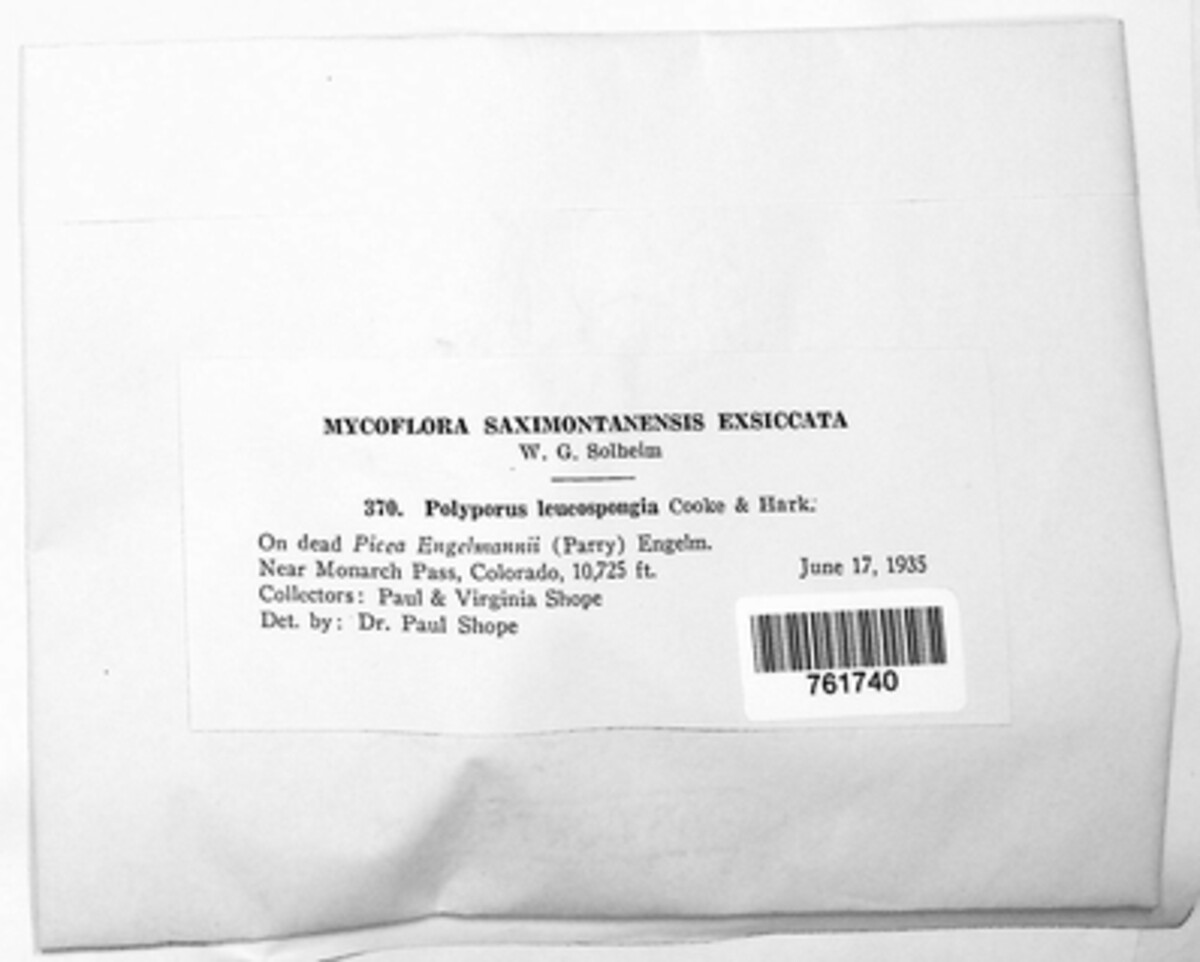 MYCOFLORA SAXIMONTANENSIS EXSICCATA
W. G. Solheim
370. Polyporus leucospongia Cooke & Hark.
On dead Picea Engelmannii (Parry) Engelm.
Near Monarch Pass, Colorado, 10,725 ft. June 17, 1935
Collectors: Paul & Virginia Shope
Det. by: Dr. Paul Shope
761740